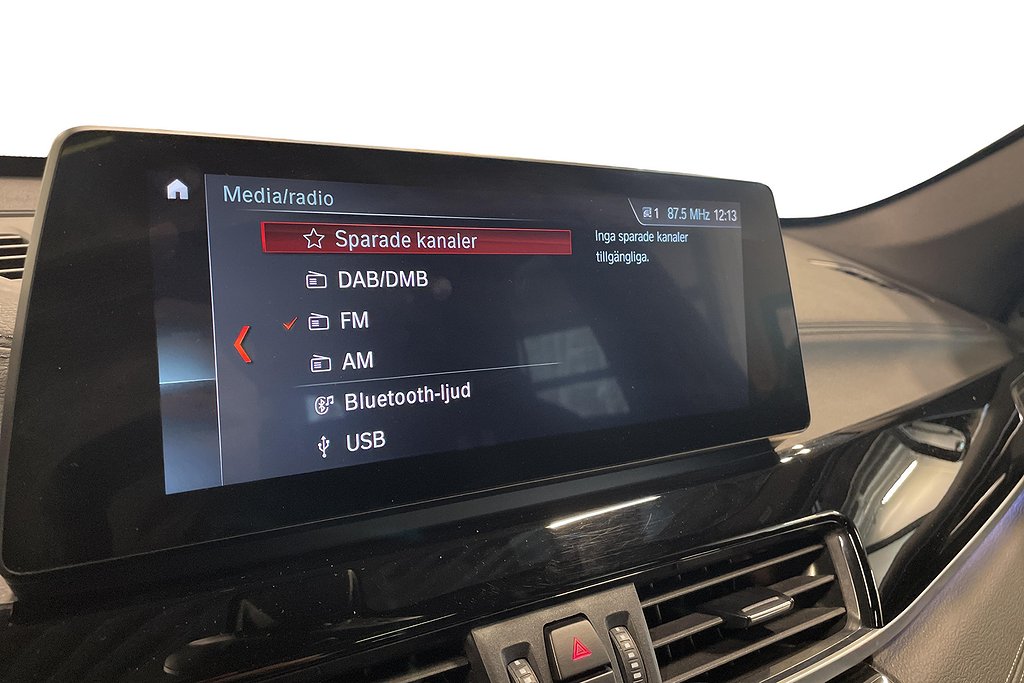 Media/radio
1 87.5 MHz 12:13
Sparade kanaler
Inga sparade kanaler
tillgängliga.
DAB/DMB
FM
AM
Bluetooth-ljud
USB